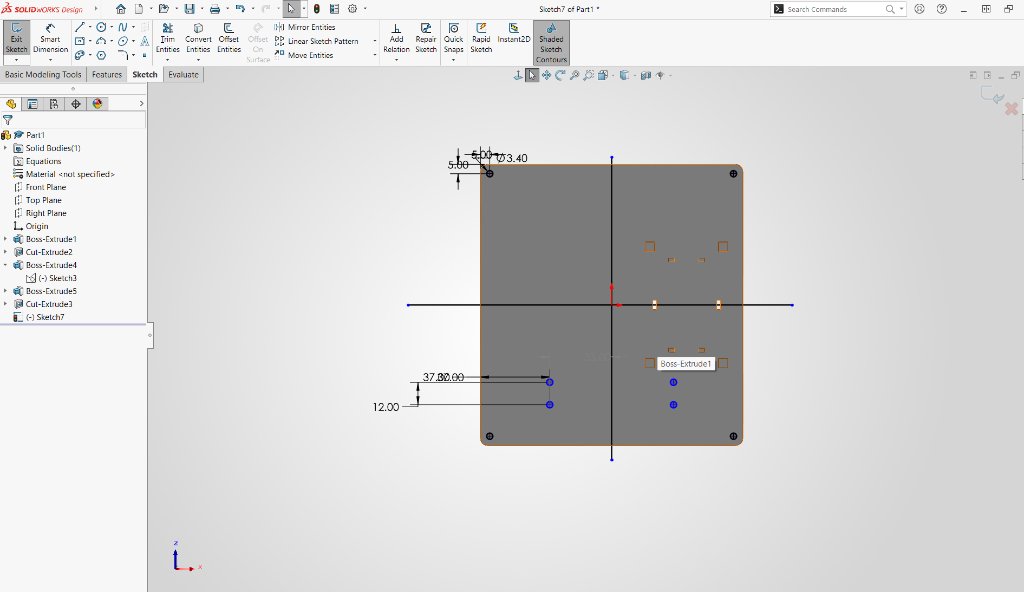 SOLIDWORKS Design
Sketch7 of Part1 *
Search Commands
Exit Sketch
Smart Dimension
Trim Entities
Convert Entities
Offset Entities
Offset On Surface
Mirror Entities
Linear Sketch Pattern
Move Entities
Add Relation
Repair Sketch
Quick Snaps
Rapid Sketch
Instant2D
Shaded Sketch Contours
Basic Modeling Tools
Features
Sketch
Evaluate
Part1
Solid Bodies(1)
Equations
Material <not specified>
Front Plane
Top Plane
Right Plane
Origin
Boss-Extrude1
Cut-Extrude2
Boss-Extrude4
(-) Sketch3
Boss-Extrude5
Cut-Extrude3
(-) Sketch7
5.00
Ø3.40
5.00
Boss-Extrude1
12.00
Z
X